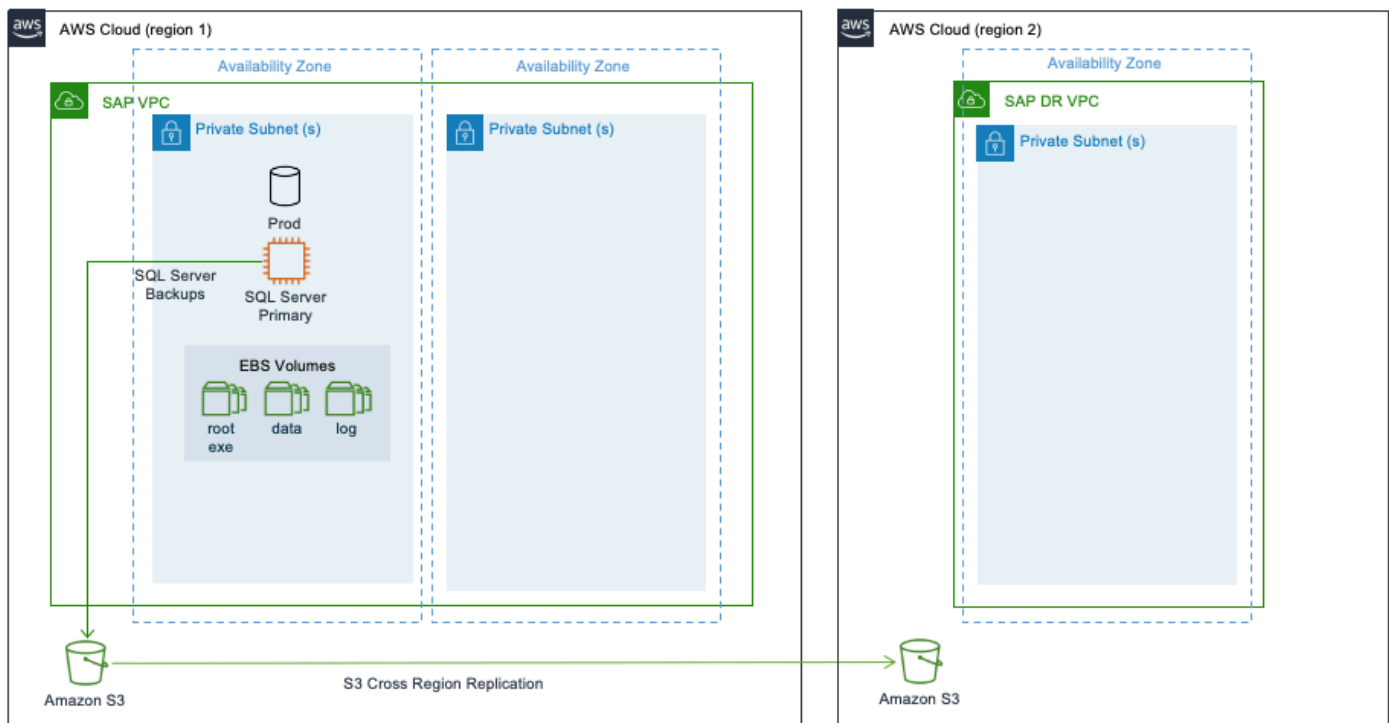 aws
AWS Cloud (region 1)
Availability Zone
Availability Zone
SAP VPC
Private Subnet (s)
Private Subnet (s)
Prod
SQL Server
Backups
SQL Server
Primary
EBS Volumes
root
exe
data
log
Amazon S3
S3 Cross Region Replication
aws
AWS Cloud (region 2)
Availability Zone
SAP DR VPC
Private Subnet (s)
Amazon S3